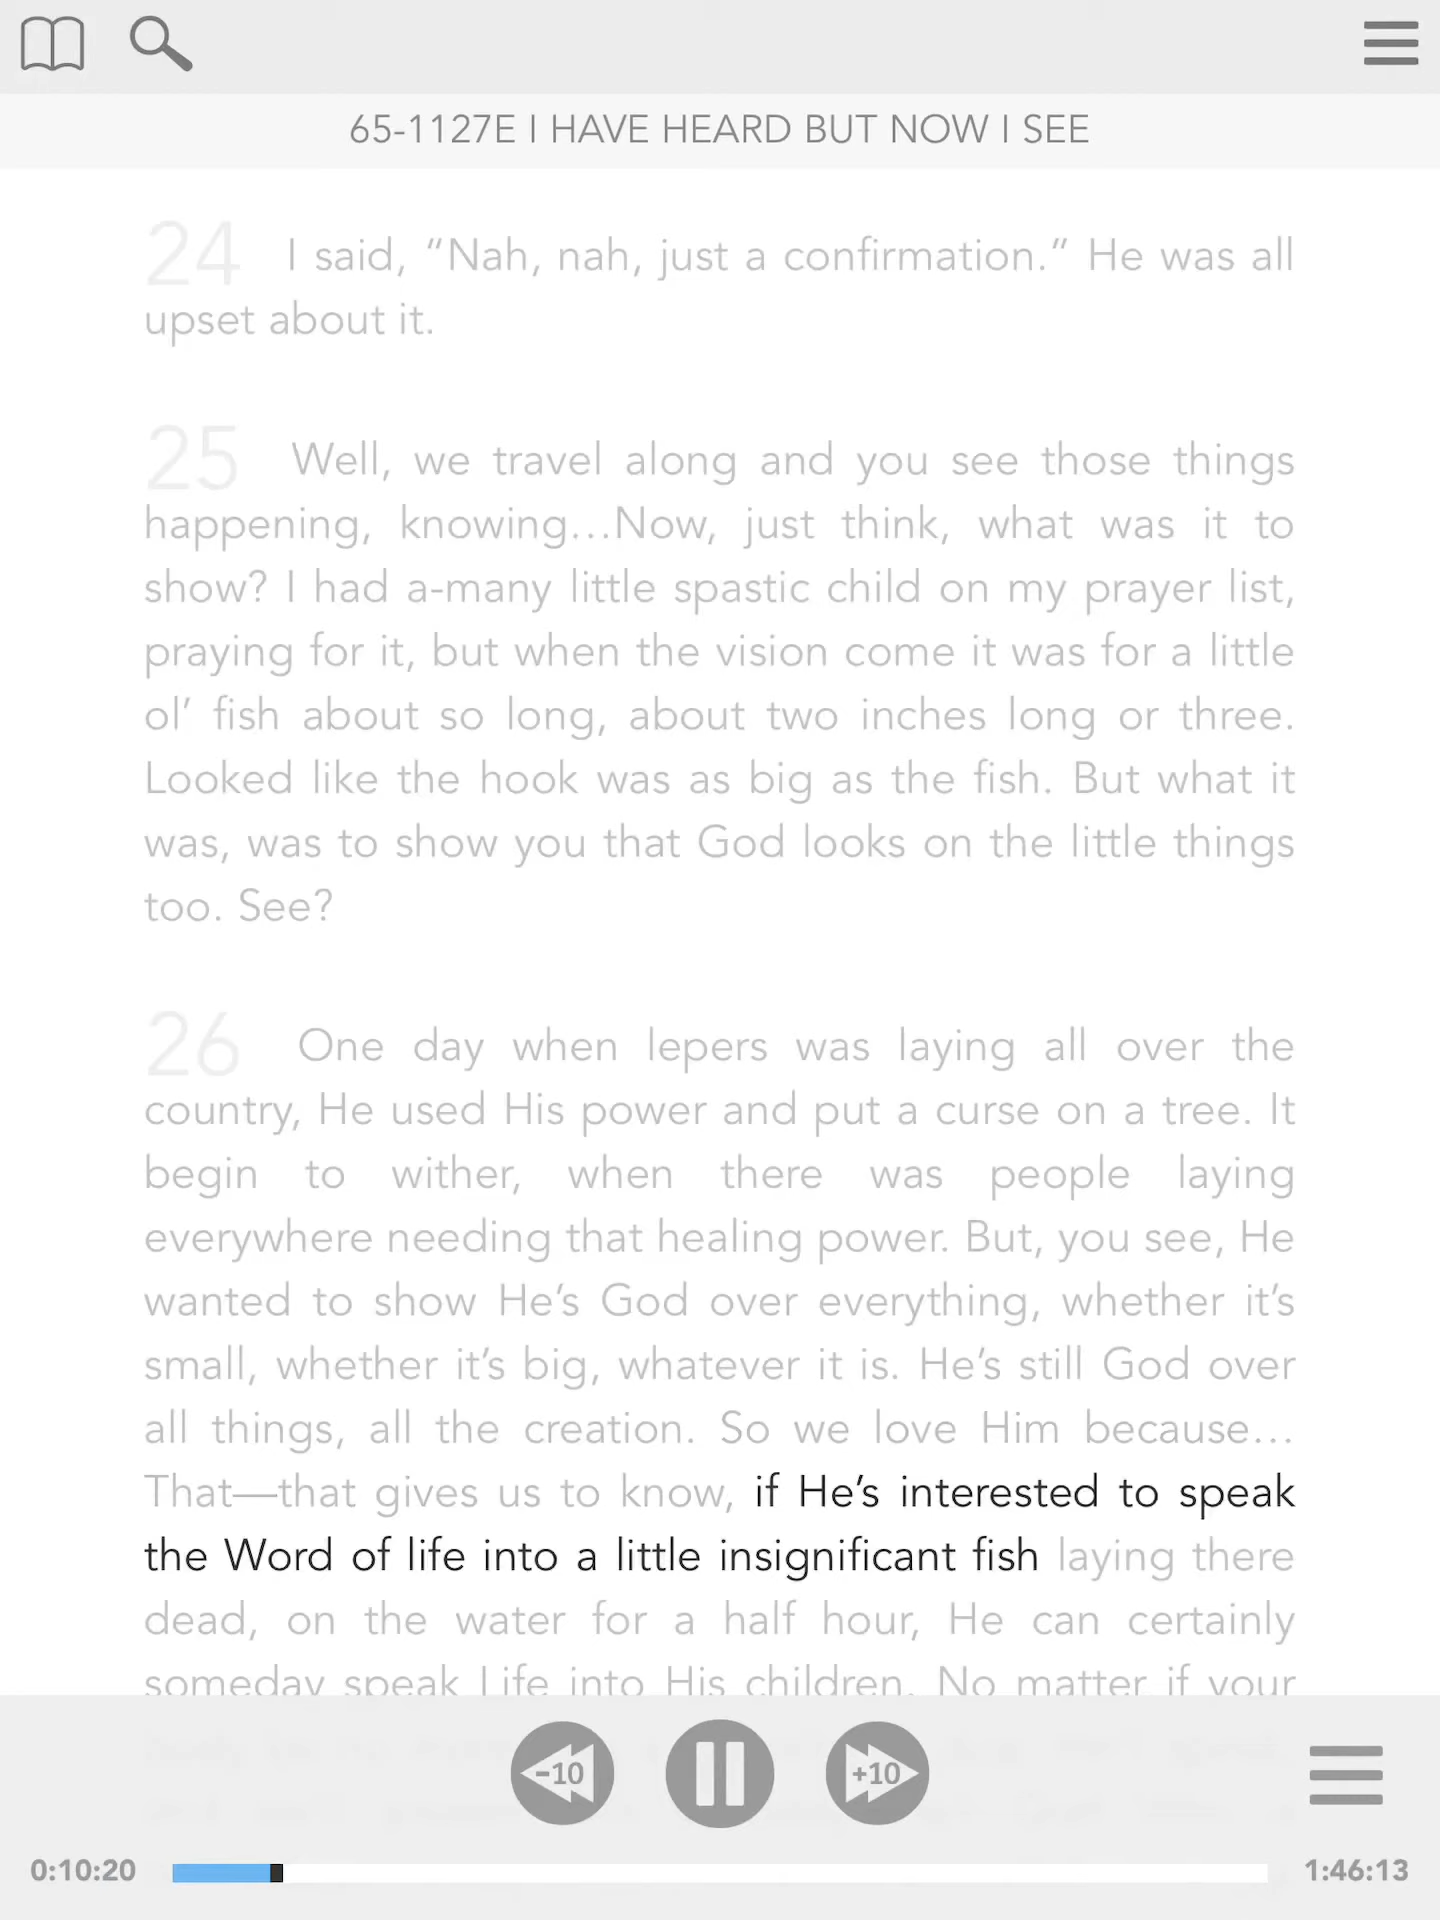 65-1127E I HAVE HEARD BUT NOW I SEE
24 I said, “Nah, nah, just a confirmation.” He was all
upset about it.
25 Well, we travel along and you see those things
happening, knowing…Now, just think, what was it to
show? I had a-many little spastic child on my prayer list,
praying for it, but when the vision come it was for a little
ol’ fish about so long, about two inches long or three.
Looked like the hook was as big as the fish. But what it
was, was to show you that God looks on the little things
too. See?
26 One day when lepers was laying all over the
country, He used His power and put a curse on a tree. It
begin to wither, when there was people laying
everywhere needing that healing power. But, you see, He
wanted to show He’s God over everything, whether it’s
small, whether it’s big, whatever it is. He’s still God over
all things, all the creation. So we love Him because…
That—that gives us to know, if He’s interested to speak
the Word of life into a little insignificant fish laying there
dead, on the water for a half hour, He can certainly
someday speak Life into His children. No matter if your
-10 +10
0:10:20 1:46:13